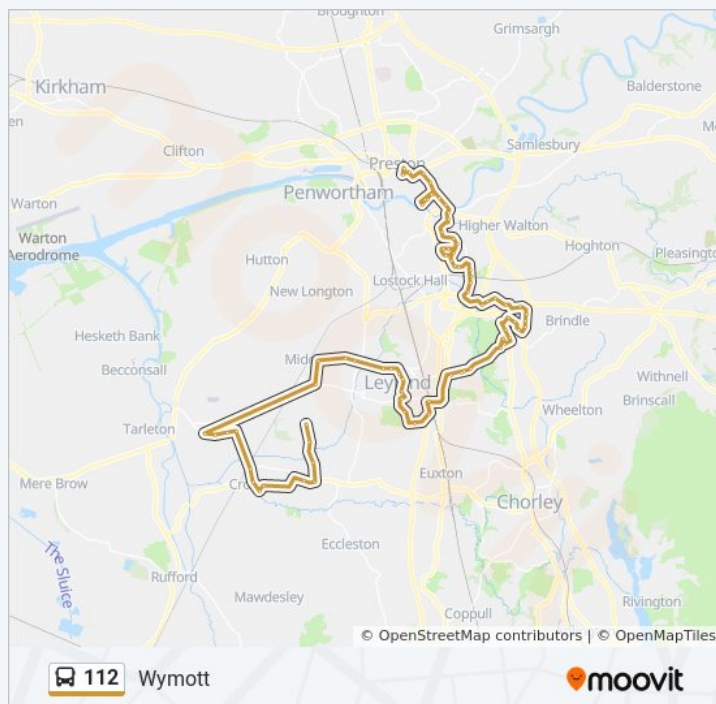 Broughton
Grimsargh
Kirkham
Balderstone
Clifton
Preston
Samlesbury
Penwortham
Warton
Higher Walton
Warton
Aerodrome
Hutton
Hoghton
Pleasington
Lostock Hall
New Longton
Hesketh Bank
Brindle
Becconsall
Leyland
Withnell
Wheelton
Brinscall
Tarleton
Mere Brow
Euxton
Chorley
The Sluice
Eccleston
Rufford
Mawdesley
Rivington
Coppull
© OpenStreetMap contributors | © OpenMapTiles
112 Wymott
moovit